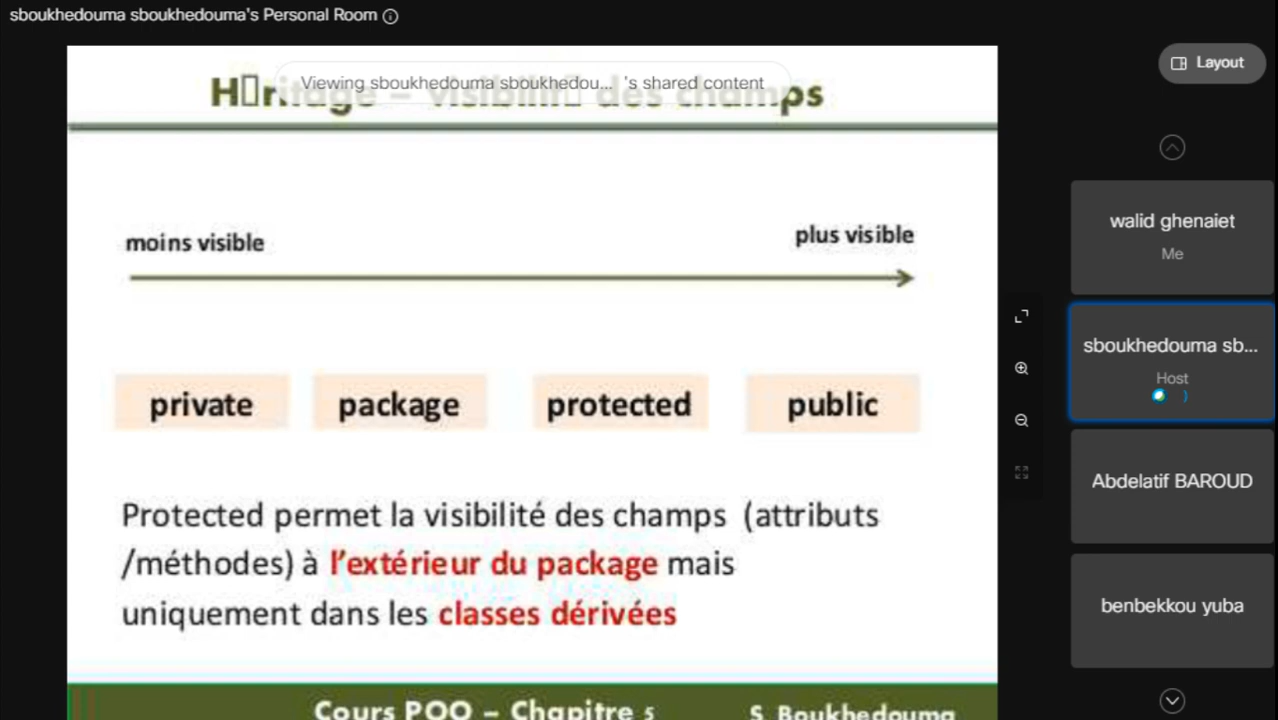 sboukhedouma sboukhedouma's Personal Room
Viewing sboukhedouma sboukhedou... 's shared content
Layout
Héritage – visibilité des champs
moins visible
plus visible
private
package
protected
public
Protected permet la visibilité des champs (attributs
/méthodes) à l'extérieur du package mais
uniquement dans les classes dérivées
Cours POO – Chapitre 5
S. Boukhedouma
walid ghenaiet
Me
sboukhedouma sb...
Host
Abdelatif BAROUD
benbekkou yuba